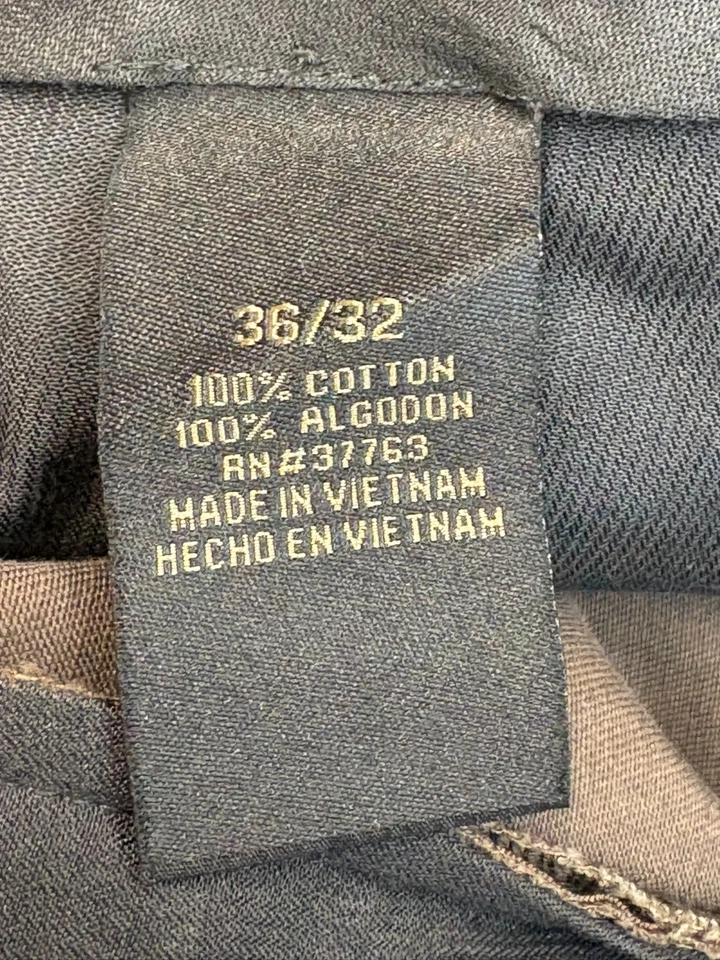 36/32
100% COTTON
100% ALGODON
RN#37763
MADE IN VIETNAM
HECHO EN VIETNAM